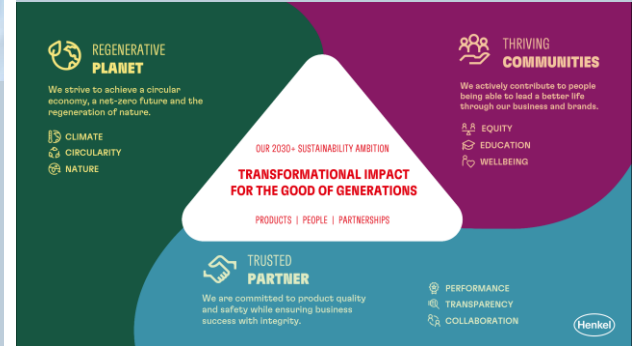 REGENERATIVE
PLANET
We strive to achieve a circular
economy, a net-zero future and the
regeneration of nature.
CLIMATE
CIRCULARITY
NATURE
THRIVING
COMMUNITIES
We actively contribute to people
being able to lead a better life
through our business and brands.
EQUITY
EDUCATION
WELLBEING
OUR 2030+ SUSTAINABILITY AMBITION
TRANSFORMATIONAL IMPACT
FOR THE GOOD OF GENERATIONS
PRODUCTS | PEOPLE | PARTNERSHIPS
TRUSTED
PARTNER
We are committed to product quality
and safety while ensuring business
success with integrity.
PERFORMANCE
TRANSPARENCY
COLLABORATION
Henkel